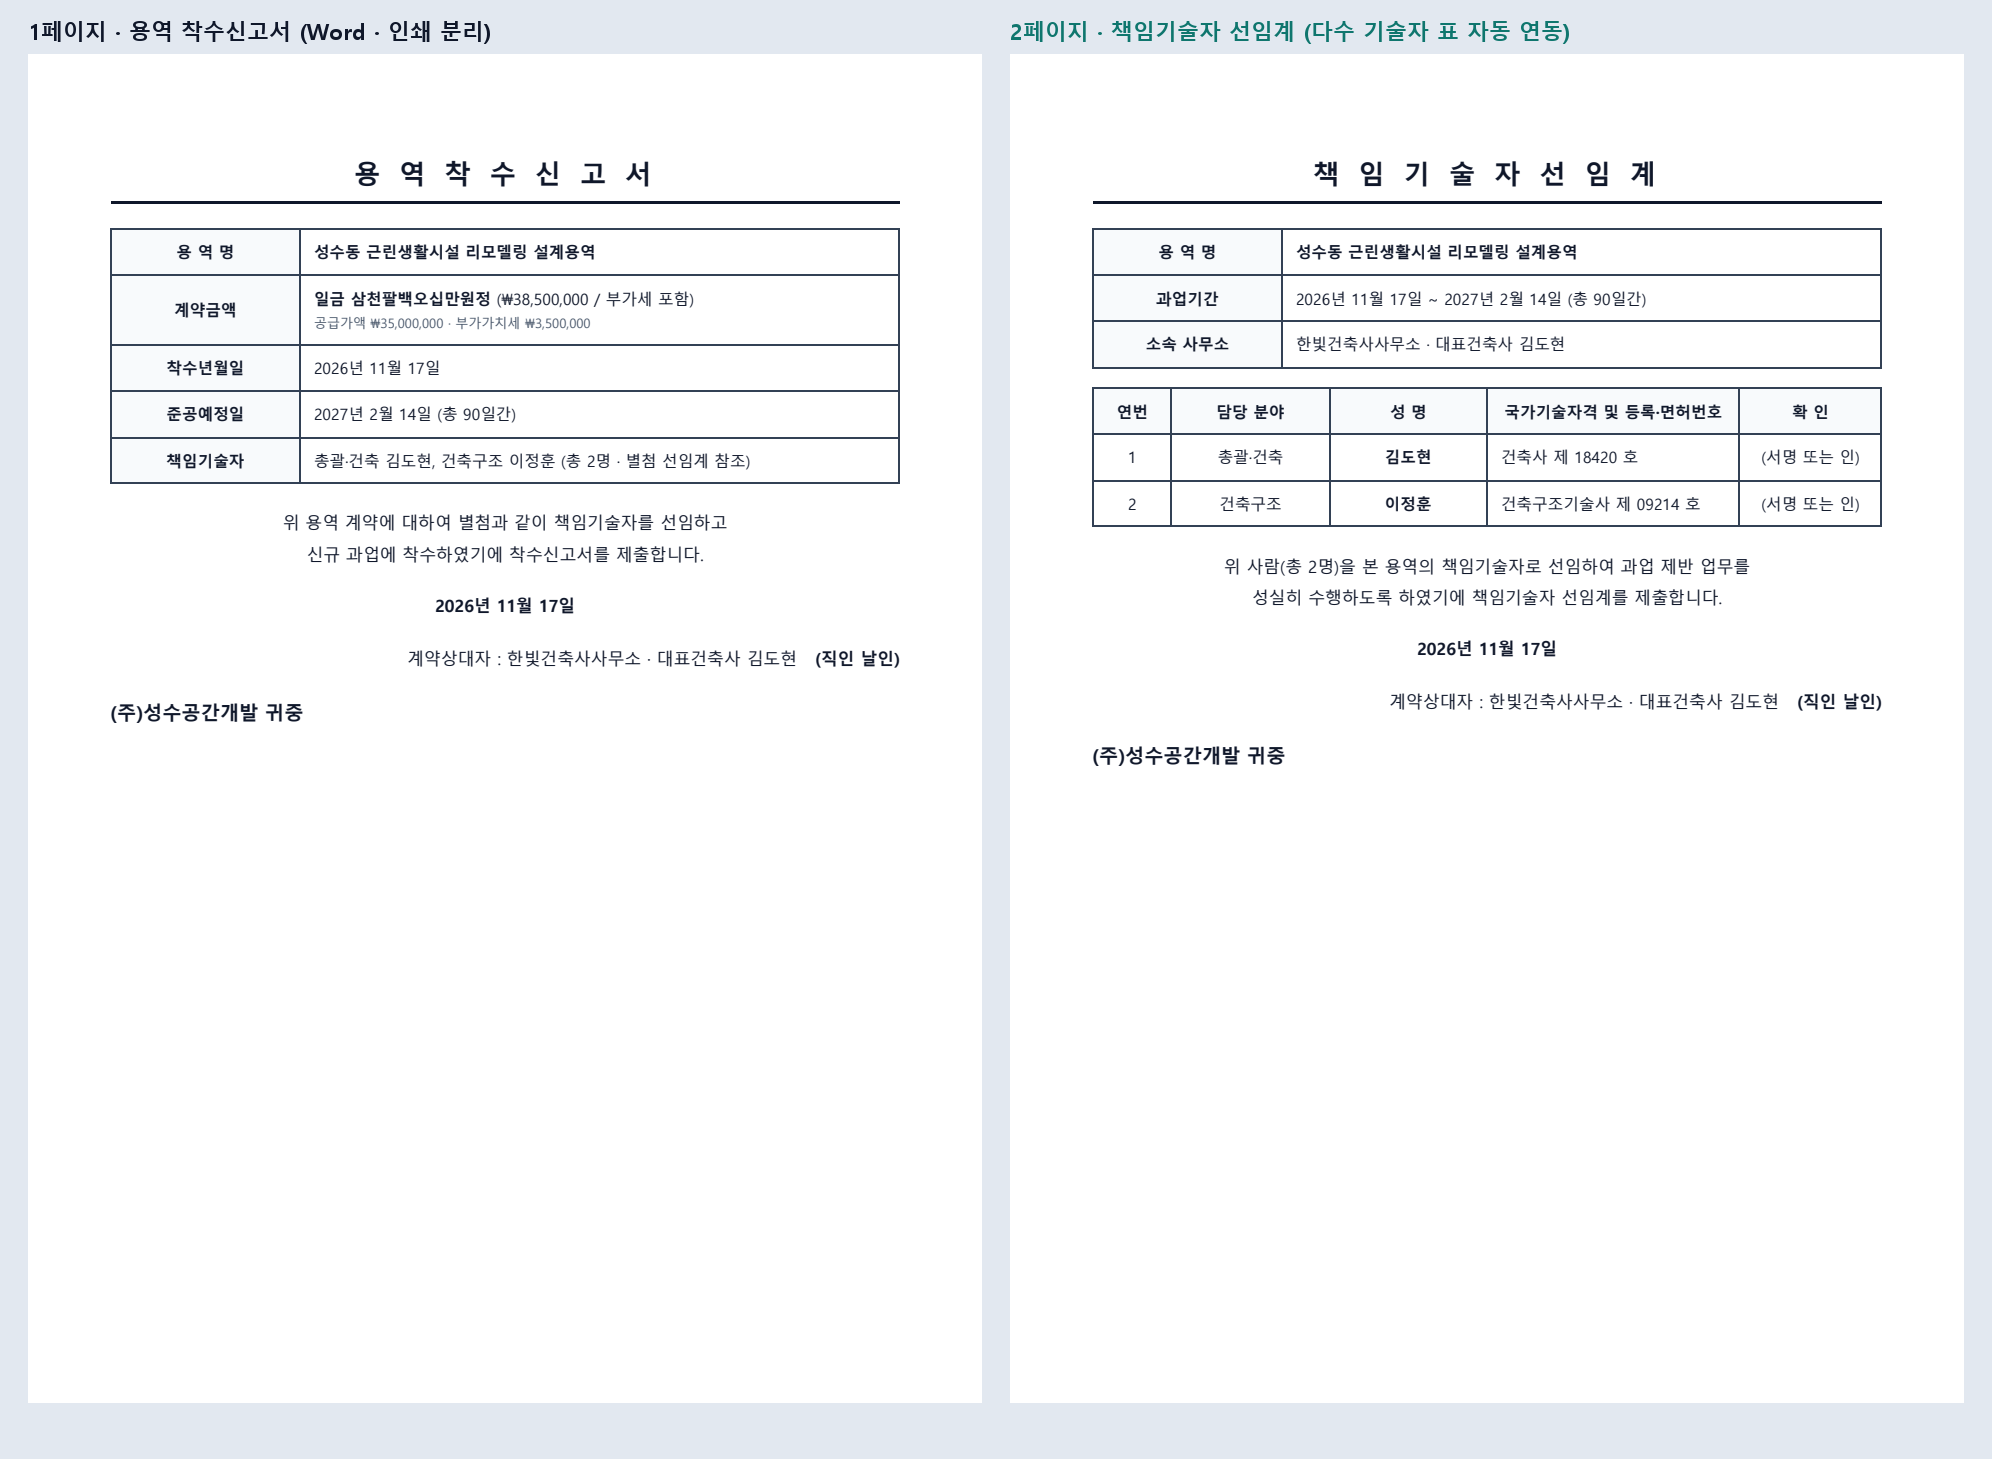 1페이지 · 용역 착수신고서 (Word · 인쇄 분리)
용 역 착 수 신 고 서
용 역 명 성수동 근린생활시설 리모델링 설계용역
계약금액 일금 삼천팔백오십만원정 (₩38,500,000 / 부가세 포함)
공급가액 ₩35,000,000 · 부가가치세 ₩3,500,000
착수년월일 2026년 11월 17일
준공예정일 2027년 2월 14일 (총 90일간)
책임기술자 총괄·건축 김도현, 건축구조 이정훈 (총 2명 · 별첨 선임계 참조)
위 용역 계약에 대하여 별첨과 같이 책임기술자를 선임하고
신규 과업에 착수하였기에 착수신고서를 제출합니다.
2026년 11월 17일
계약상대자 : 한빛건축사사무소 · 대표건축사 김도현 (직인 날인)
(주)성수공간개발 귀중
2페이지 · 책임기술자 선임계 (다수 기술자 표 자동 연동)
책 임 기 술 자 선 임 계
용 역 명 성수동 근린생활시설 리모델링 설계용역
과업기간 2026년 11월 17일 ~ 2027년 2월 14일 (총 90일간)
소속 사무소 한빛건축사사무소 · 대표건축사 김도현
연번 담당 분야 성 명 국가기술자격 및 등록·면허번호 확 인
1 총괄·건축 김도현 건축사 제 18420 호 (서명 또는 인)
2 건축구조 이정훈 건축구조기술사 제 09214 호 (서명 또는 인)
위 사람(총 2명)을 본 용역의 책임기술자로 선임하여 과업 제반 업무를
성실히 수행하도록 하였기에 책임기술자 선임계를 제출합니다.
2026년 11월 17일
계약상대자 : 한빛건축사사무소 · 대표건축사 김도현 (직인 날인)
(주)성수공간개발 귀중